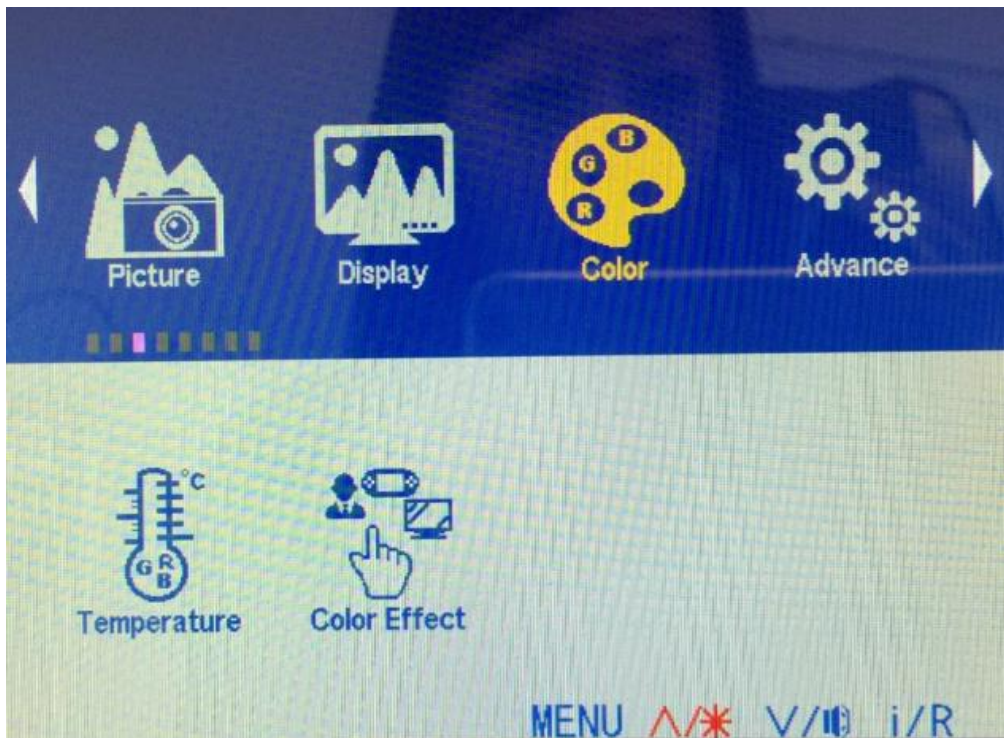 B
G
R
Picture Display Color Advance
°C
G R
B
Temperature Color Effect
MENU ∧/☀ ∨/ i/R